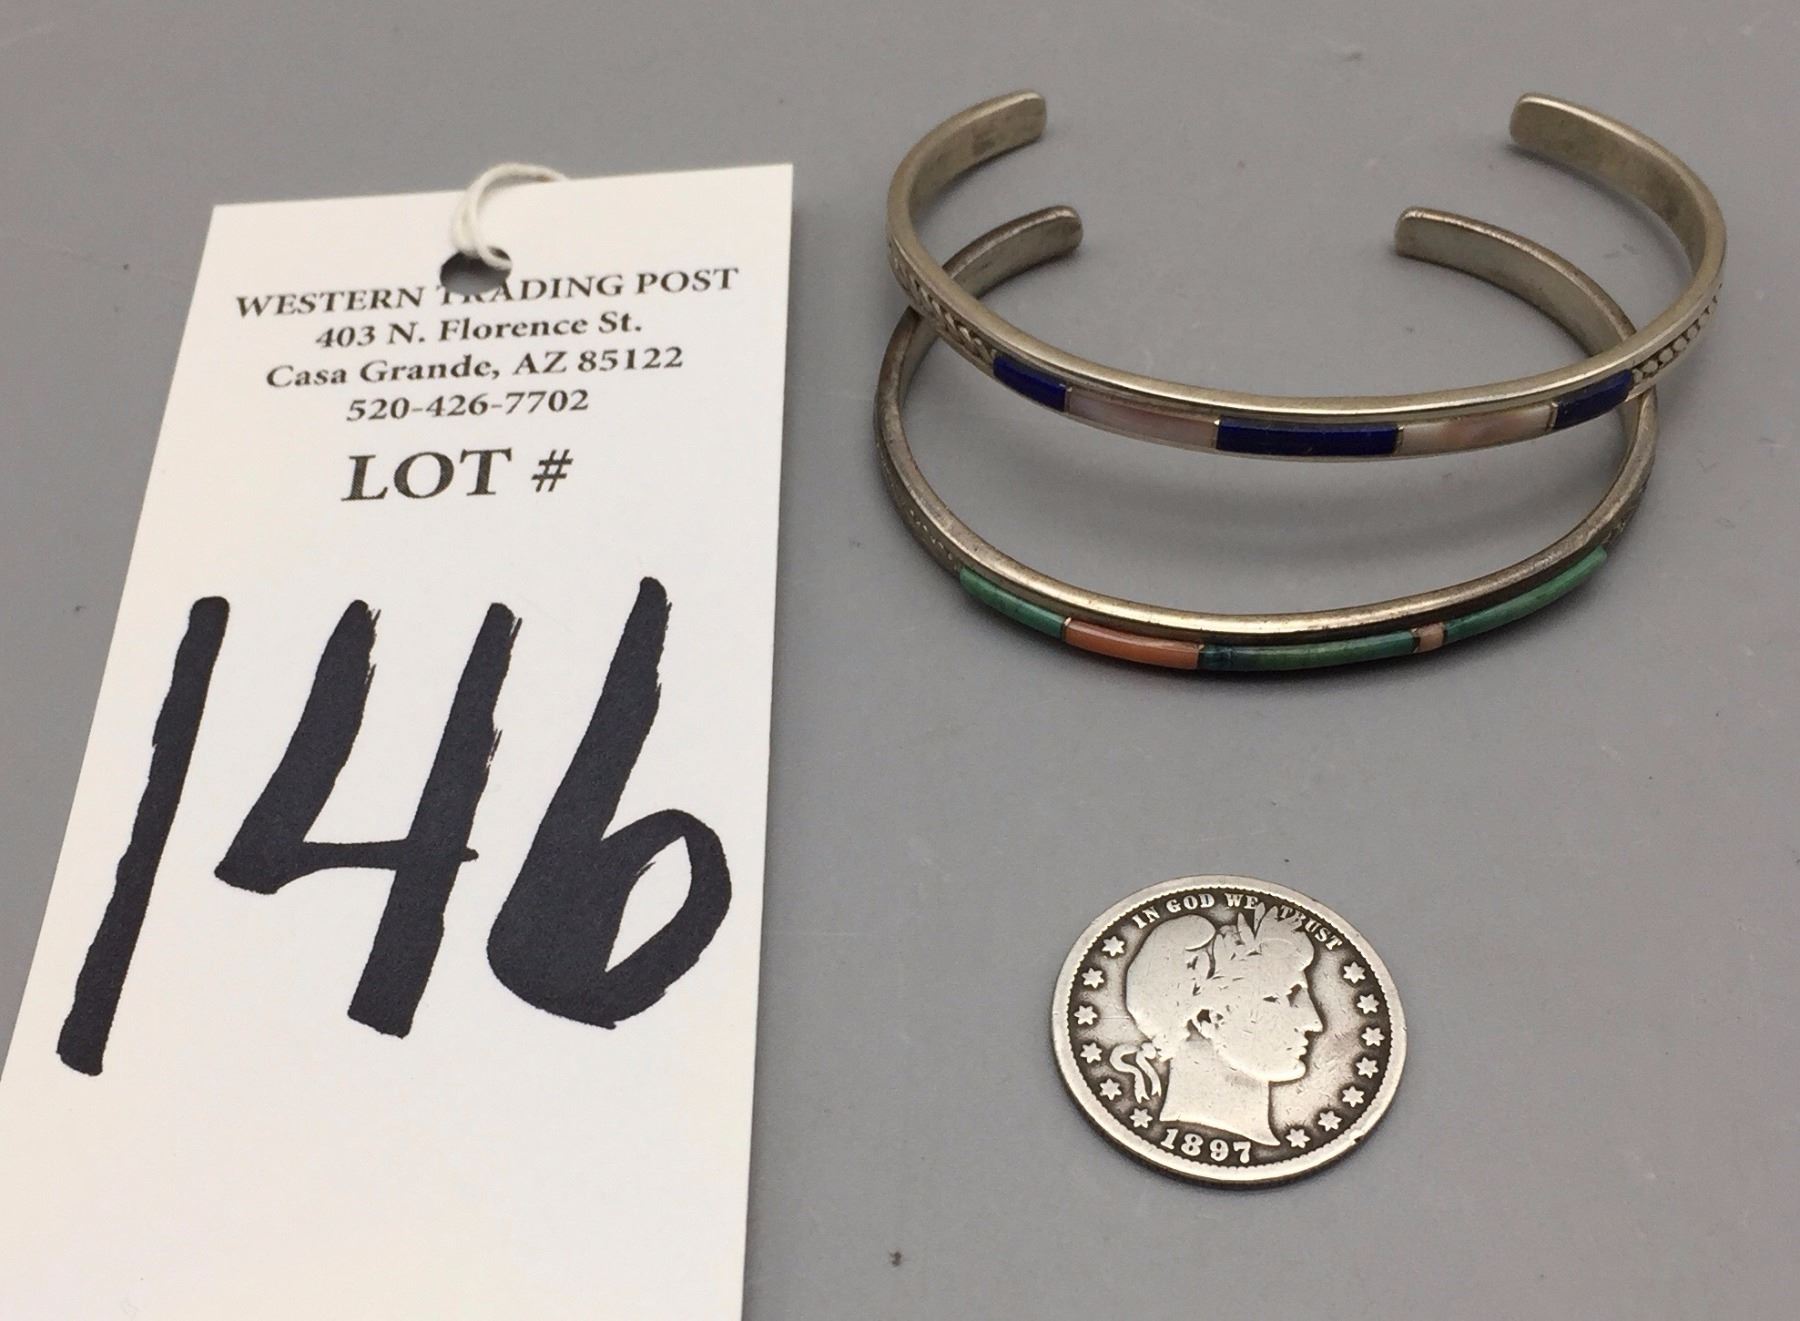 WESTERN TRADING POST
403 N. Florence St.
Casa Grande, AZ 85122
520-426-7702
LOT #
146
IN GOD WE TRUST
1897